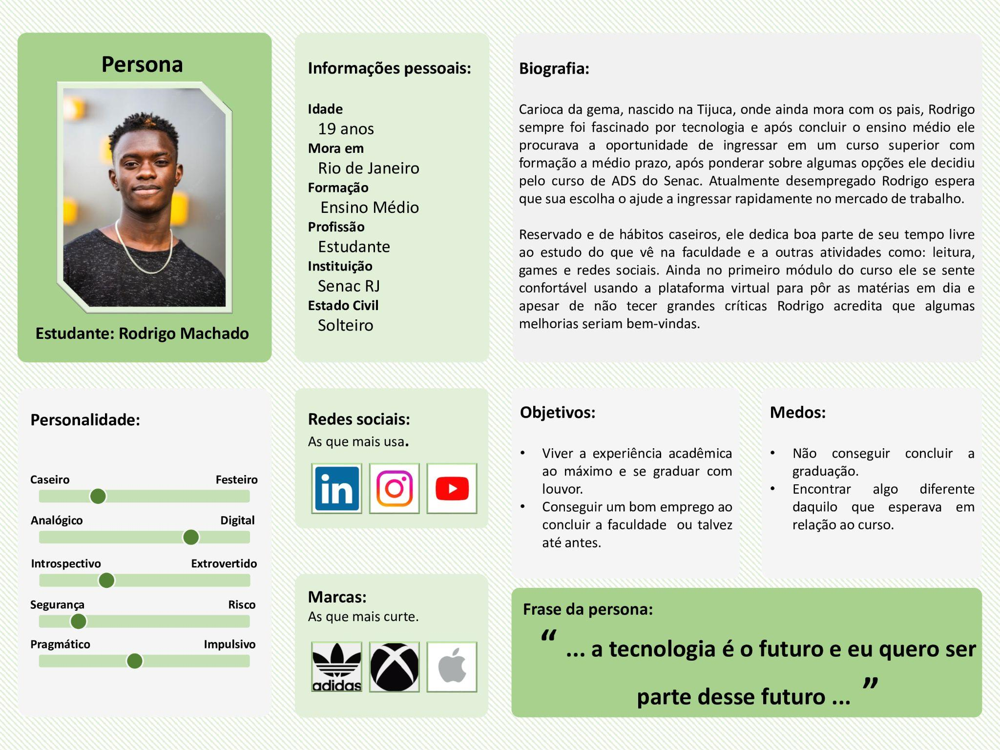 Persona
Estudante: Rodrigo Machado
Informações pessoais:
Idade
19 anos
Mora em
Rio de Janeiro
Formação
Ensino Médio
Profissão
Estudante
Instituição
Senac RJ
Estado Civil
Solteiro
Biografia:
Carioca da gema, nascido na Tijuca, onde ainda mora com os pais, Rodrigo
sempre foi fascinado por tecnologia e após concluir o ensino médio ele
procurava a oportunidade de ingressar em um curso superior com
formação a médio prazo, após ponderar sobre algumas opções ele decidiu
pelo curso de ADS do Senac. Atualmente desempregado Rodrigo espera
que sua escolha o ajude a ingressar rapidamente no mercado de trabalho.
Reservado e de hábitos caseiros, ele dedica boa parte de seu tempo livre
ao estudo do que vê na faculdade e a outras atividades como: leitura,
games e redes sociais. Ainda no primeiro módulo do curso ele se sente
confortável usando a plataforma virtual para pôr as matérias em dia e
apesar de não tecer grandes críticas Rodrigo acredita que algumas
melhorias seriam bem-vindas.
Personalidade:
Caseiro Festeiro
Analógico Digital
Introspectivo Extrovertido
Segurança Risco
Pragmático Impulsivo
Redes sociais:
As que mais usa.
in
Marcas:
As que mais curte.
adidas
Objetivos:
• Viver a experiência acadêmica
ao máximo e se graduar com
louvor.
• Conseguir um bom emprego ao
concluir a faculdade ou talvez
até antes.
Medos:
• Não conseguir concluir a
graduação.
• Encontrar algo diferente
daquilo que esperava em
relação ao curso.
Frase da persona:
“ ... a tecnologia é o futuro e eu quero ser
parte desse futuro ... ”